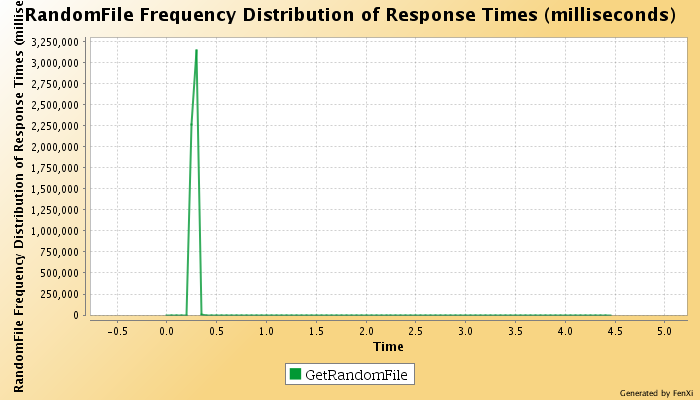 RandomFile Frequency Distribution of Response Times (milliseconds)
RandomFile Frequency Distribution of Response Times (millise
3,250,000
3,000,000
2,750,000
2,500,000
2,250,000
2,000,000
1,750,000
1,500,000
1,250,000
1,000,000
750,000
500,000
250,000
0
-0.5 0.0 0.5 1.0 1.5 2.0 2.5 3.0 3.5 4.0 4.5 5.0
Time
GetRandomFile
Generated by FenXi